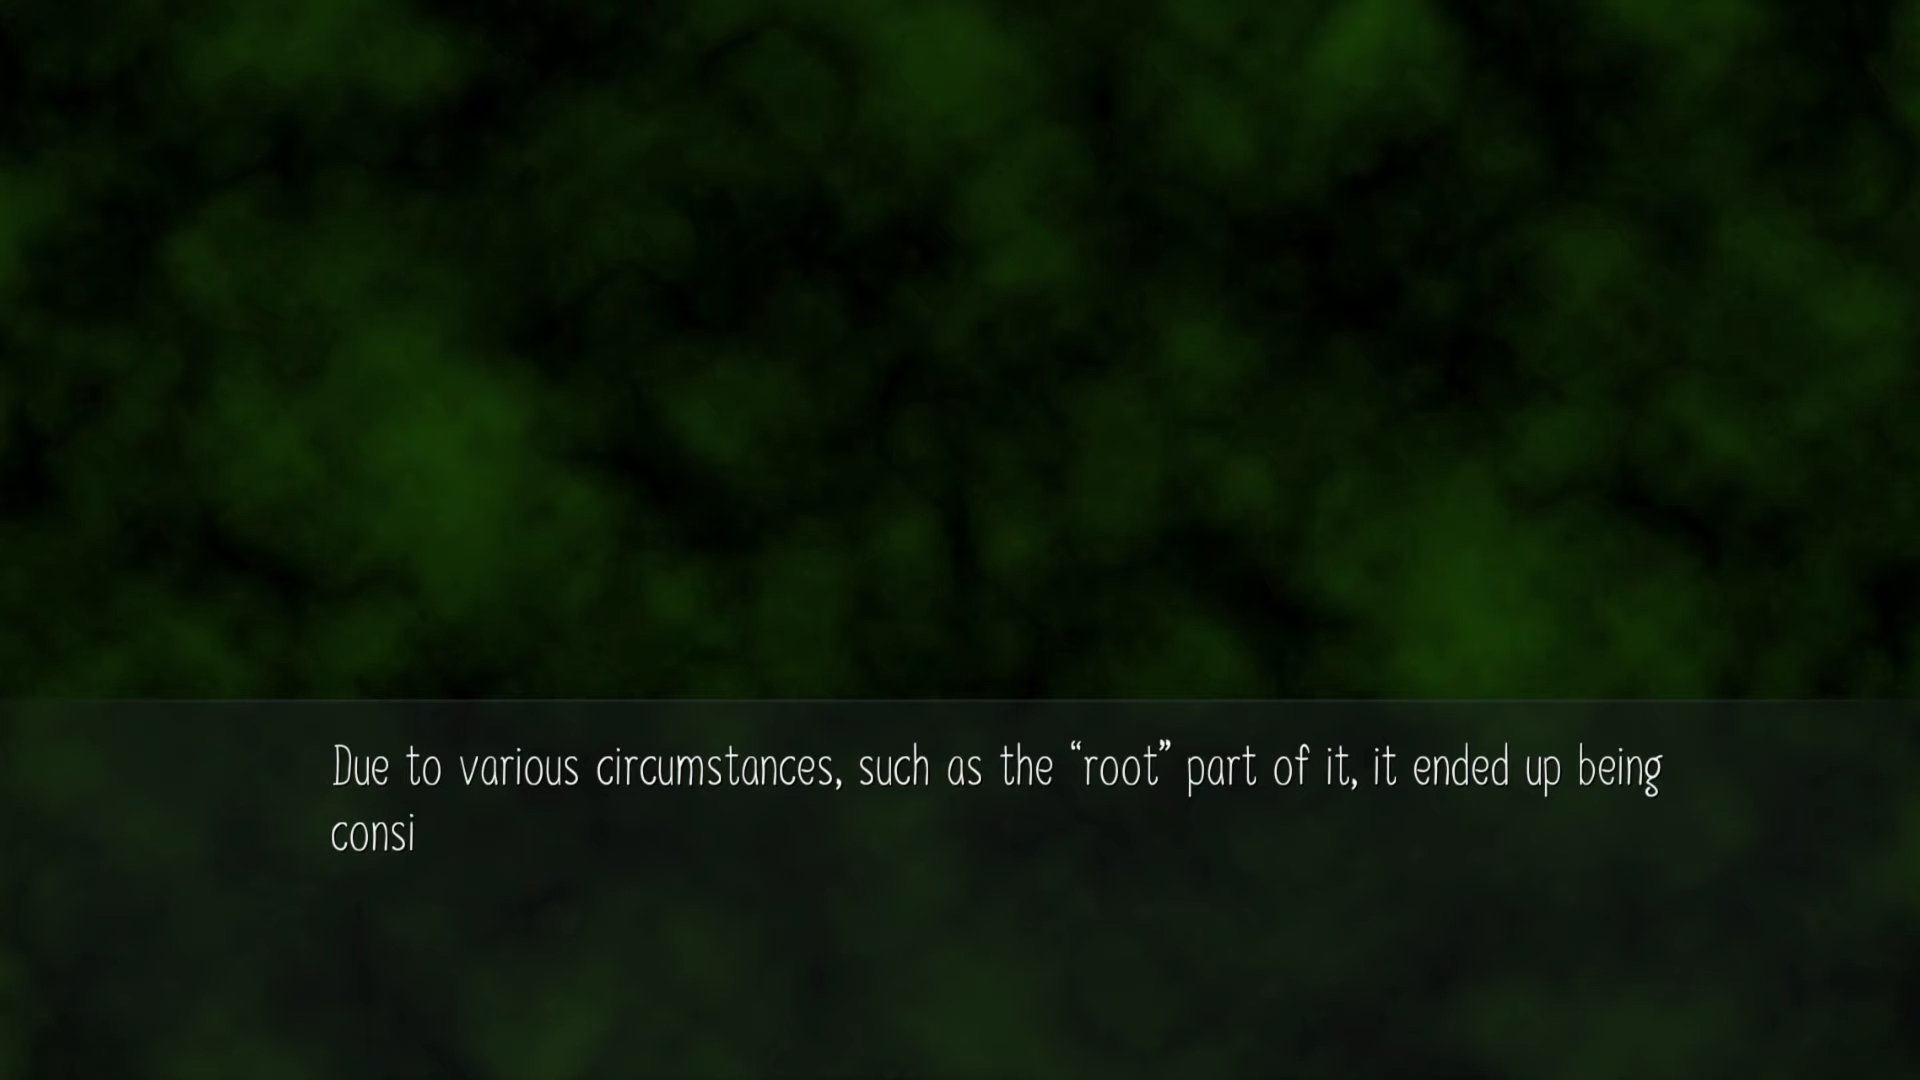 Due to various circumstances, such as the “root” part of it, it ended up being
consi